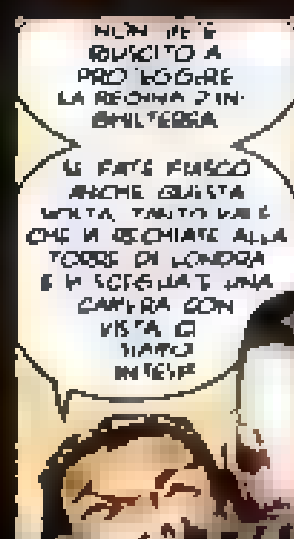 NON
RIUSCITO A
PROTEGGERE
LA REGINA D'IN-
GHILTERRA
SE FATE FIASCO
ANCHE QUESTA
VOLTA, TANTO VALE
CHE VI RECHIATE ALLA
TORRE DI LONDRA
E VI SCEGLIATE UNA
CAMERA CON
VISTA